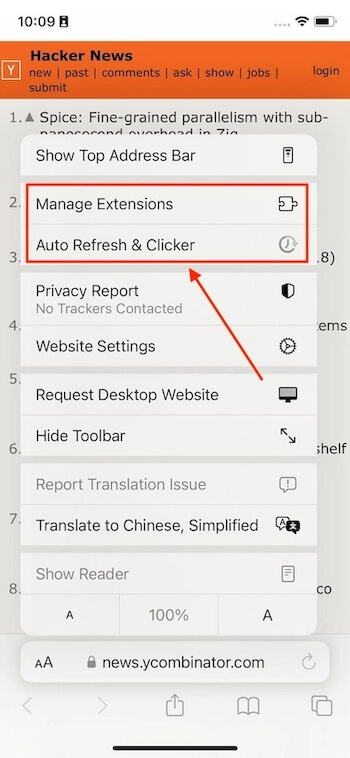 10:09
Y
Hacker News
new | past | comments | ask | show | jobs |
submit
login
1. Spice: Fine-grained parallelism with sub-
nanosecond overhead in Zig
Show Top Address Bar
2.
Manage Extensions
Auto Refresh & Clicker
3.
8)
Privacy Report
No Trackers Contacted
4.
tems
Website Settings
5.
Request Desktop Website
Hide Toolbar
6.
shelf
Report Translation Issue
7.
Translate to Chinese, Simplified
Show Reader
8.
co
A
100%
A
AA
news.ycombinator.com